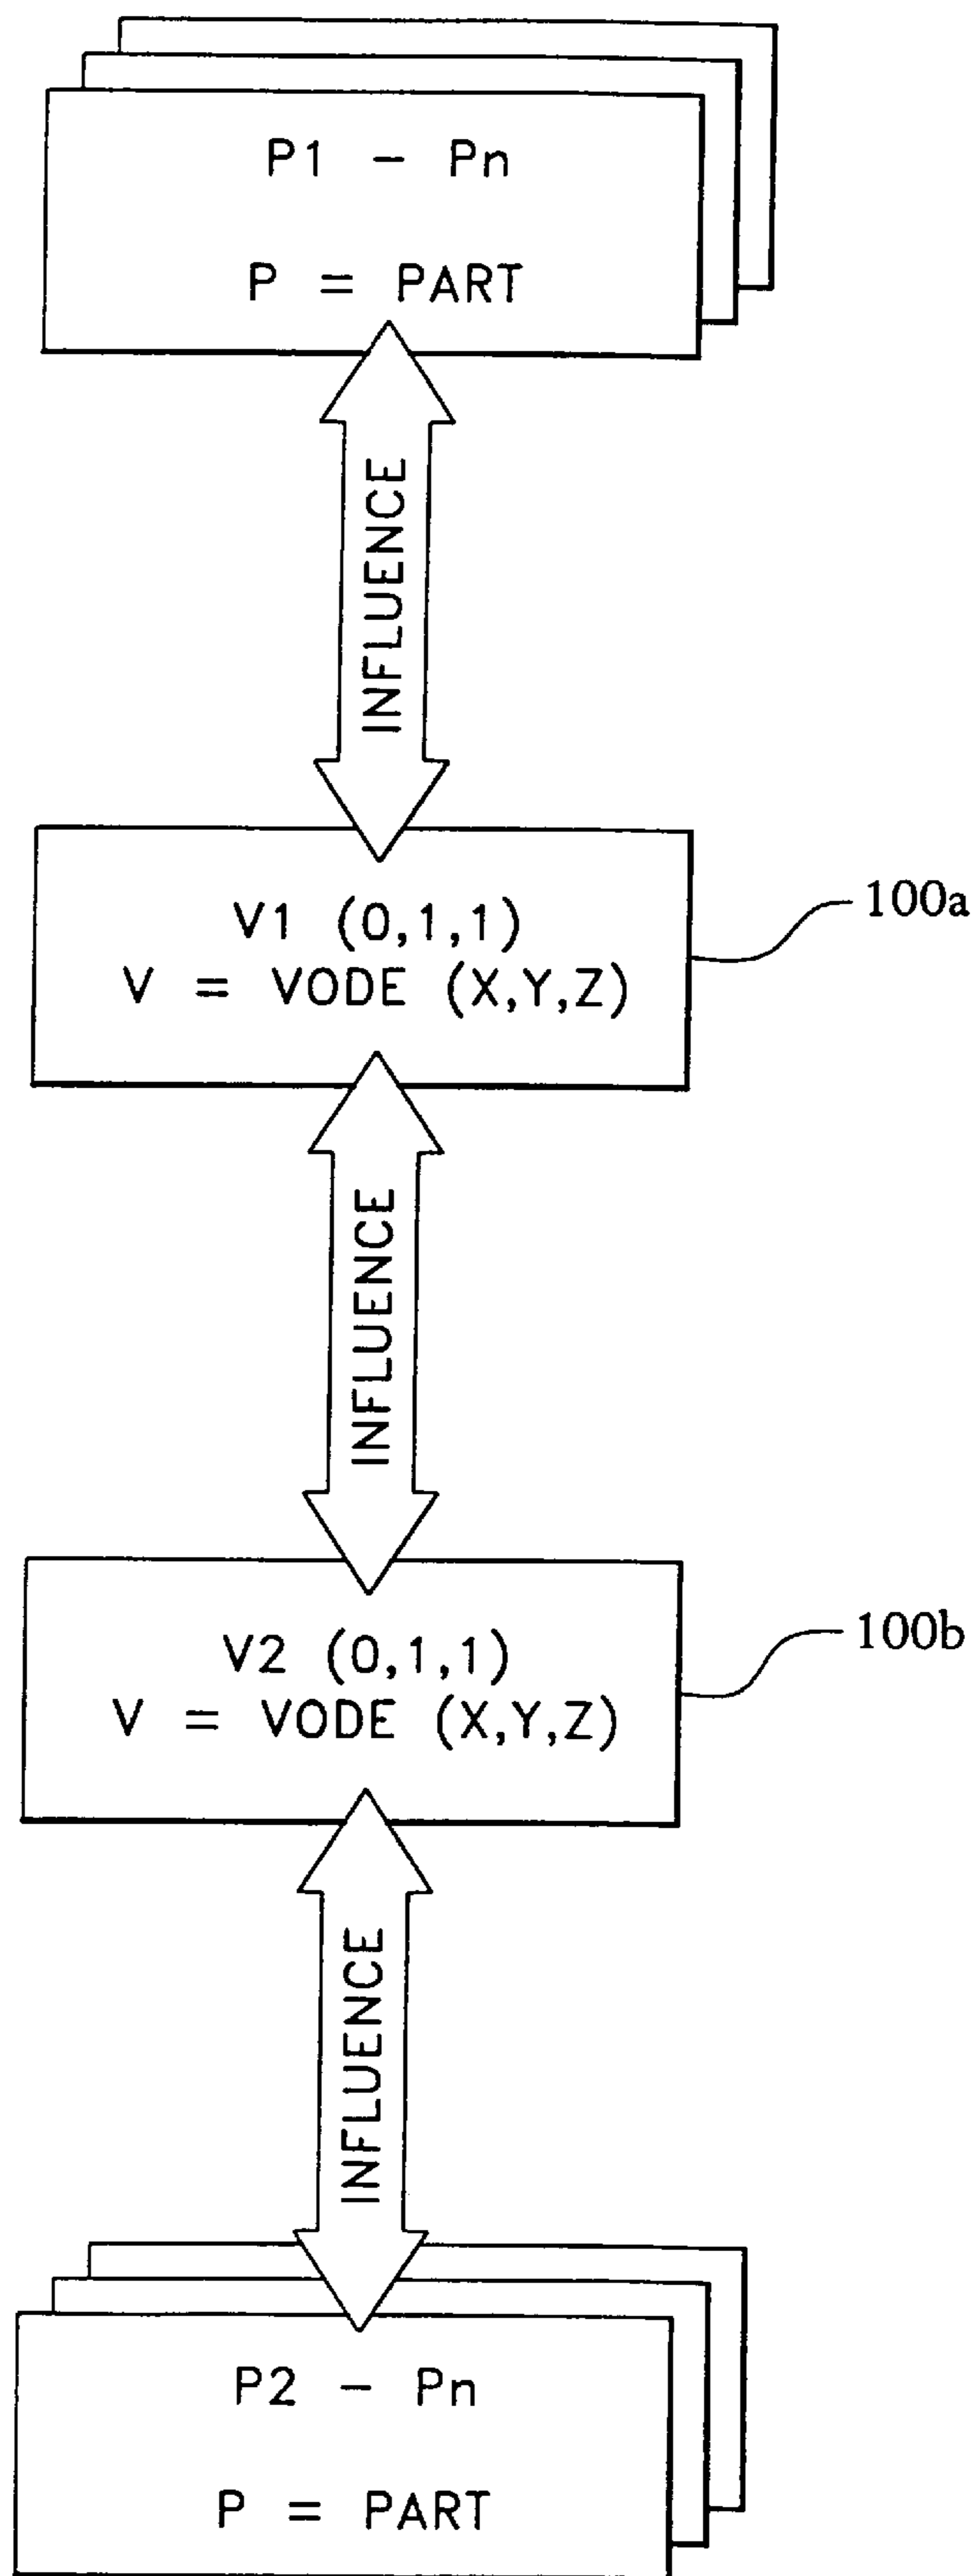 P1 - Pn
P = PART
INFLUENCE
V1 (0,1,1)
V = VODE (X,Y,Z)
100a
INFLUENCE
V2 (0,1,1)
V = VODE (X,Y,Z)
100b
INFLUENCE
P2 - Pn
P = PART